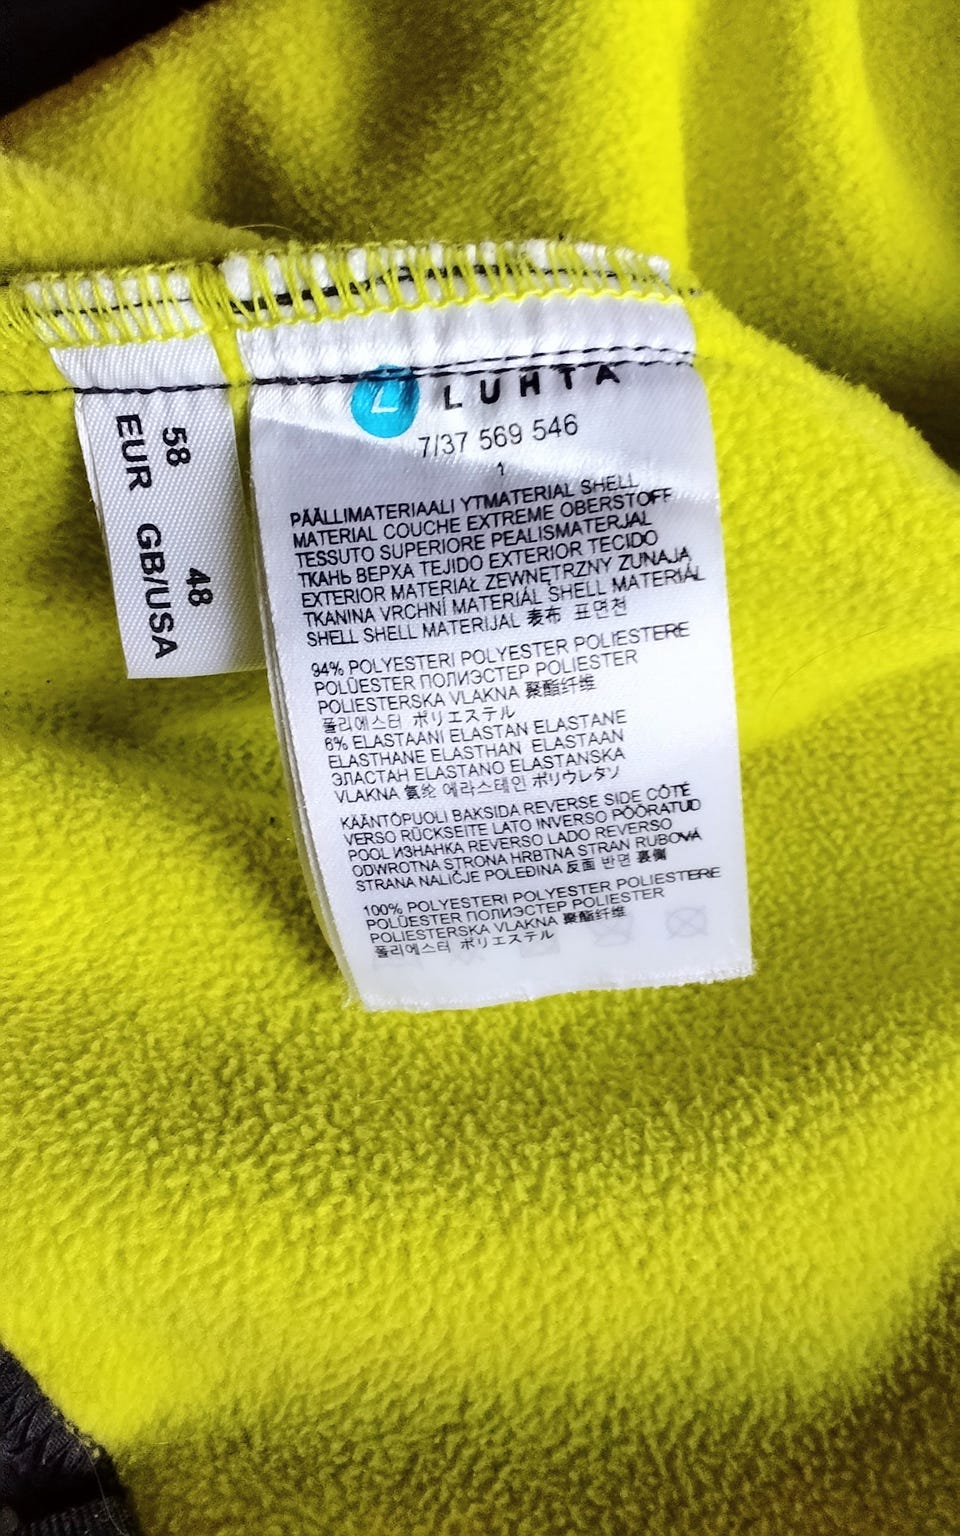 58
EUR
48
GB/USA
L LUHTA
7/37 569 546
1
PÄÄLLIMATERIAALI YTMATERIAL SHELL
MATERIAL COUCHE EXTREME OBERSTOFF
TESSUTO SUPERIORE PEALISMATERJAL
ТКАНЬ ВЕРХА TEJIDO EXTERIOR TECIDO
EXTERIOR MATERIAŁ ZEWNĘTRZNY ZUNAJA
TKANINA VRCHNÍ MATERIÁL SHELL MATERIÁL
SHELL SHELL MATERIJAL 表布 표면천
94% POLYESTERI POLYESTER POLIESTERE
POLÜESTER ПОЛИЭСТЕР POLIESTER
POLIESTERSKA VLAKNA 聚酯纤维
폴리에스터 ポリエステル
6% ELASTAANI ELASTAN ELASTANE
ELASTHANE ELASTHAN ELASTAAN
ЭЛАСТАН ELASTANO ELASTANSKA
VLAKNA 氨纶 에라스테인 ポリウレタン
KÄÄNTÖPUOLI BAKSIDA REVERSE SIDE CÔTÉ
VERSO RÜCKSEITE LATO INVERSO PÖÖRATUD
POOL ИЗНАНКА REVERSO LADO REVERSO
ODWROTNA STRONA HRBTNA STRAN RUBOVÁ
STRANA NALIČJE POLEĐINA 反面 반면 裏側
100% POLYESTERI POLYESTER POLIESTERE
POLÜESTER ПОЛИЭСТЕР POLIESTER
POLIESTERSKA VLAKNA 聚酯纤维
폴리에스터 ポリエステル